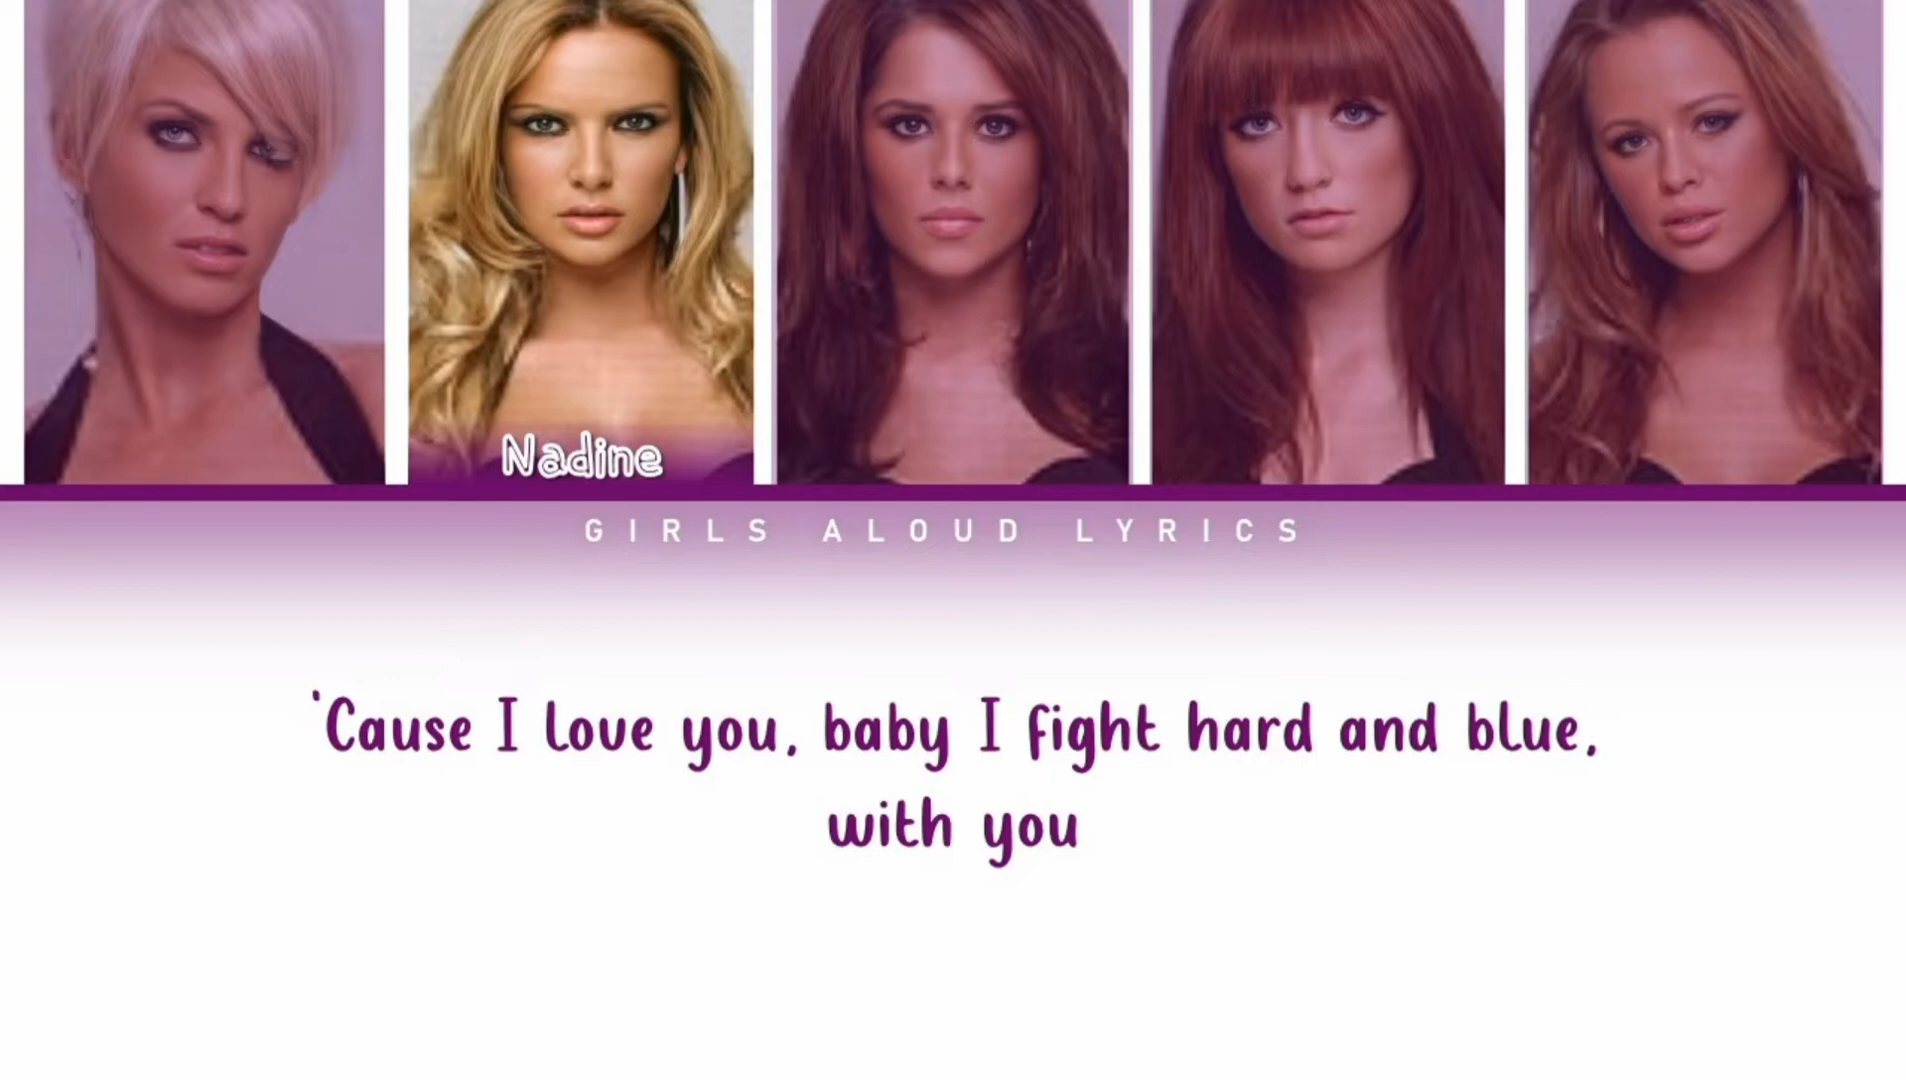 Nadine
GIRLS ALOUD LYRICS
'Cause I love you, baby I fight hard and blue,
with you